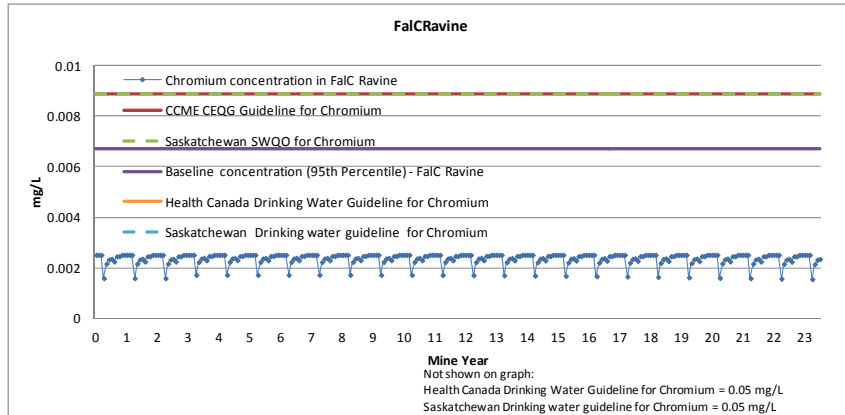 FalCRavine
0.01
0.008
0.006
0.004
0.002
0
mg/L
Chromium concentration in FalC Ravine
CCME CEQG Guideline for Chromium
Saskatchewan SWQO for Chromium
Baseline concentration (95th Percentile) - FalC Ravine
Health Canada Drinking Water Guideline for Chromium
Saskatchewan Drinking water guideline for Chromium
0 1 2 3 4 5 6 7 8 9 10 11 12 13 14 15 16 17 18 19 20 21 22 23
Mine Year
Not shown on graph:
Health Canada Drinking Water Guideline for Chromium = 0.05 mg/L
Saskatchewan Drinking water guideline for Chromium = 0.05 mg/L